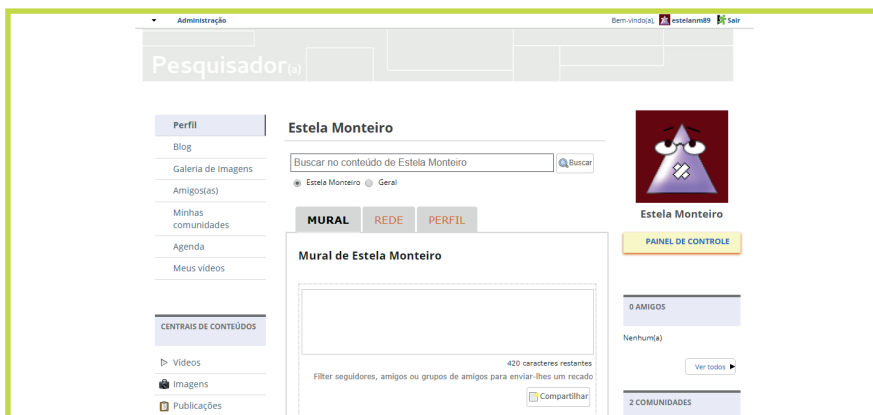 Administração
Bem-vindo(a), estelanm89 Sair
Pesquisador(a)
Perfil
Blog
Galeria de Imagens
Amigos(as)
Minhas
comunidades
Agenda
Meus vídeos
CENTRAIS DE CONTEÚDOS
Vídeos
Imagens
Publicações
Estela Monteiro
Buscar no conteúdo de Estela Monteiro
Buscar
Estela Monteiro Geral
MURAL REDE PERFIL
Mural de Estela Monteiro
420 caracteres restantes
Filter seguidores, amigos ou grupos de amigos para enviar-lhes um recado
Compartilhar
Estela Monteiro
PAINEL DE CONTROLE
0 AMIGOS
Nenhum(a)
Ver todos
2 COMUNIDADES